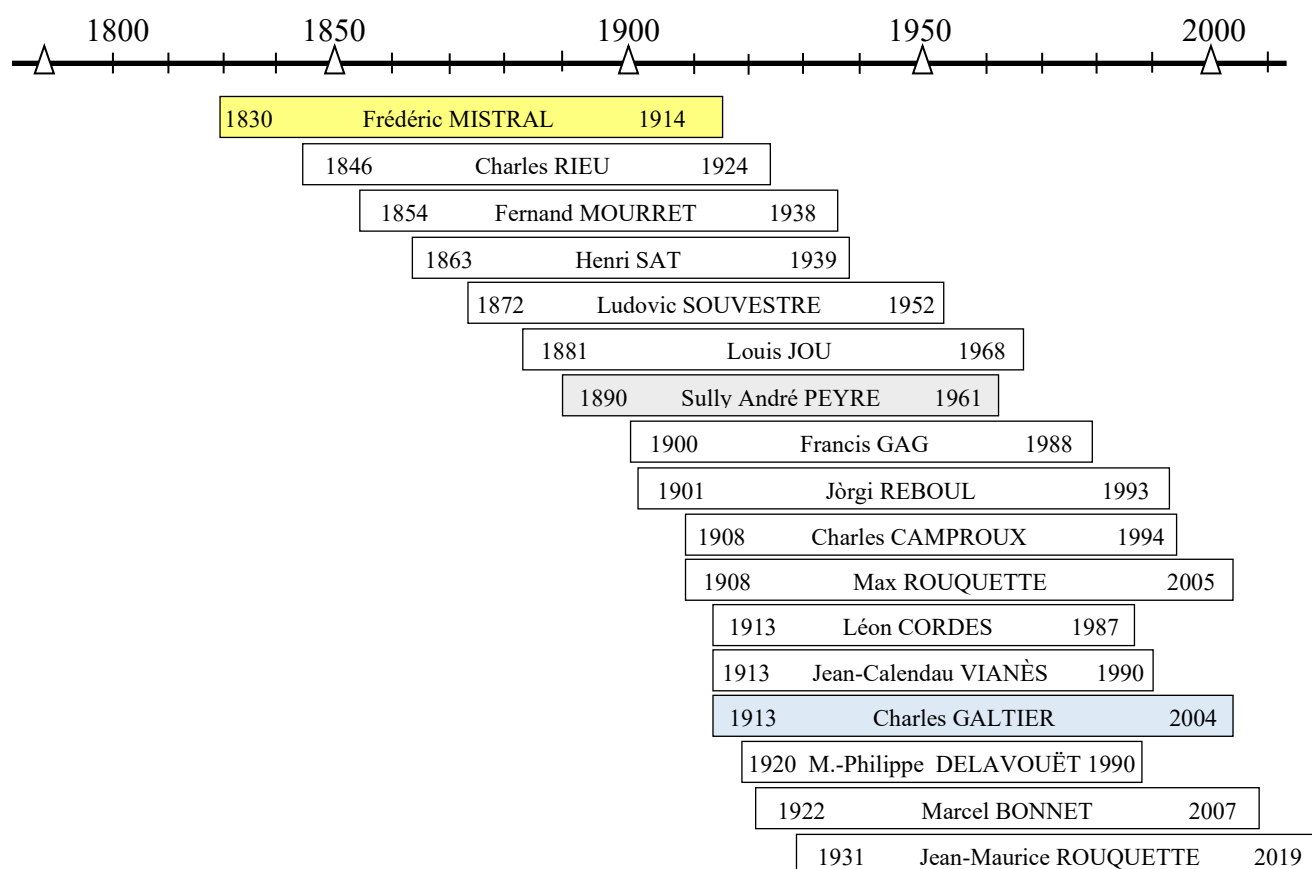 1800 1850 1900 1950 2000
1830 Frédéric MISTRAL 1914
1846 Charles RIEU 1924
1854 Fernand MOURRET 1938
1863 Henri SAT 1939
1872 Ludovic SOUVESTRE 1952
1881 Louis JOU 1968
1890 Sully André PEYRE 1961
1900 Francis GAG 1988
1901 Jòrgi REBOUL 1993
1908 Charles CAMPROUX 1994
1908 Max ROUQUETTE 2005
1913 Léon CORDES 1987
1913 Jean-Calendau VIANÈS 1990
1913 Charles GALTIER 2004
1920 M.-Philippe DELAVOUËT 1990
1922 Marcel BONNET 2007
1931 Jean-Maurice ROUQUETTE 2019